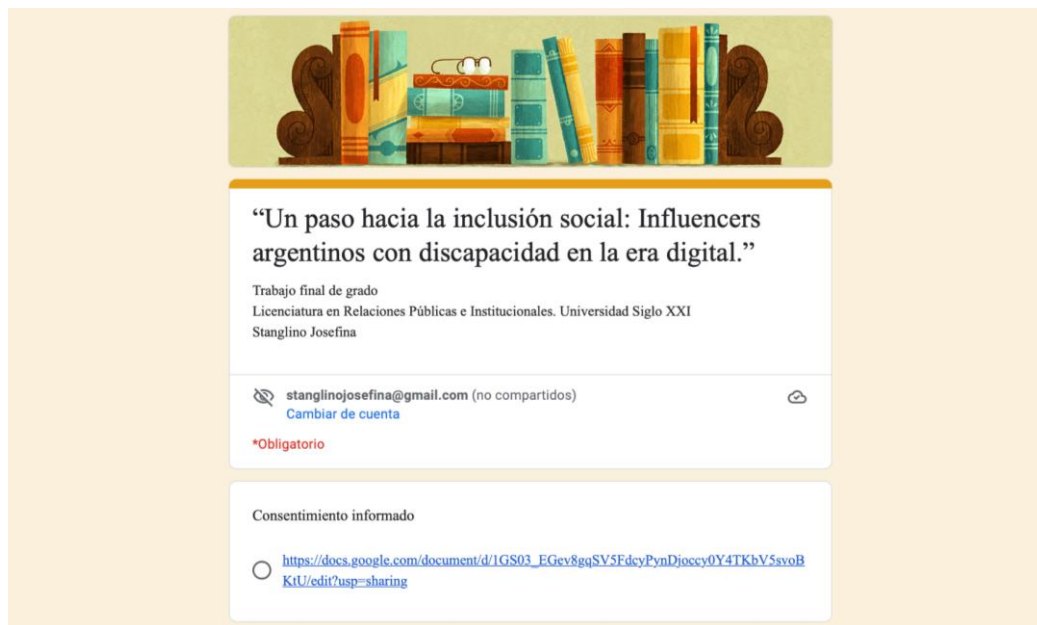 “Un paso hacia la inclusión social: Influencers
argentinos con discapacidad en la era digital.”
Trabajo final de grado
Licenciatura en Relaciones Públicas e Institucionales. Universidad Siglo XXI
Stanglino Josefina
stanglinojosefina@gmail.com (no compartidos)
Cambiar de cuenta
*Obligatorio
Consentimiento informado
https://docs.google.com/document/d/1GS03_EGev8gqSV5FdcyPynDjoccy0Y4TKbV5svoB
KtU/edit?usp=sharing